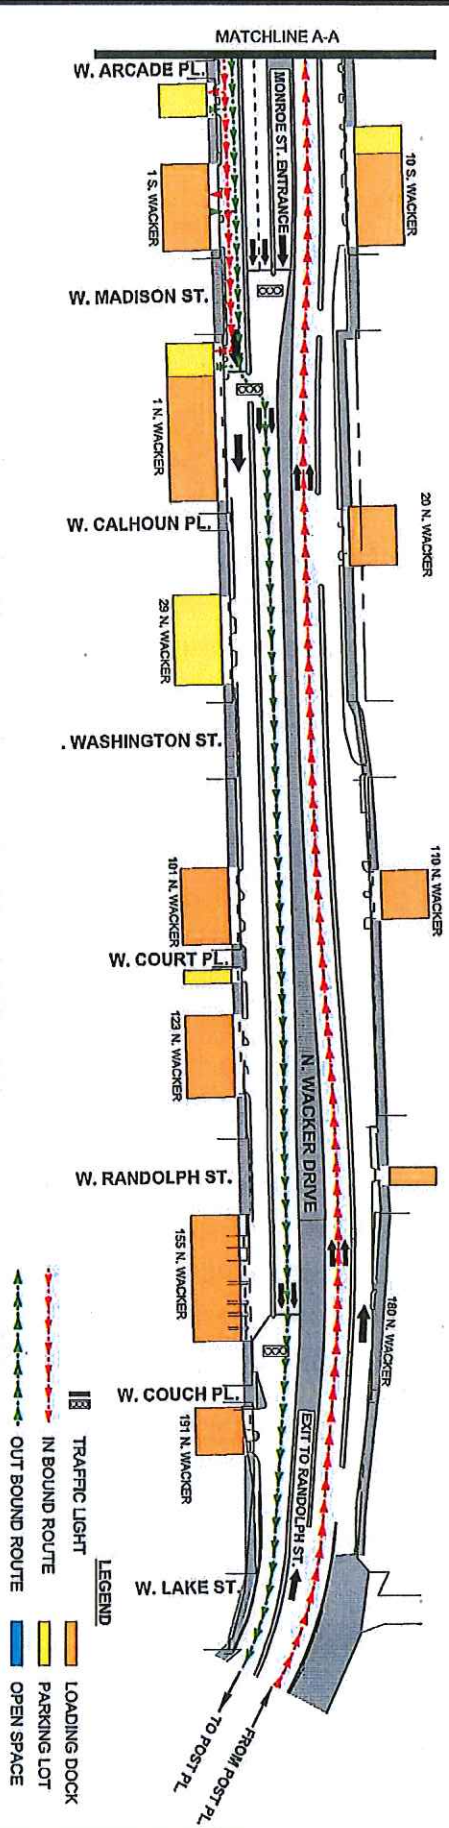 MATCHLINE A-A
W. ARCADE PL.
MONROE ST. ENTRANCE
10 S. WACKER
1 S. WACKER
W. MADISON ST.
1 N. WACKER
20 N. WACKER
W. CALHOUN PL.
29 N. WACKER
. WASHINGTON ST.
110 N. WACKER
101 N. WACKER
W. COURT PL.
123 N. WACKER
N. WACKER DRIVE
W. RANDOLPH ST.
155 N. WACKER
180 N. WACKER
W. COUCH PL.
191 N. WACKER
EXIT TO RANDOLPH ST.
W. LAKE ST.
TO POST PL.
FROM POST PL.
LEGEND
TRAFFIC LIGHT
IN BOUND ROUTE
OUT BOUND ROUTE
LOADING DOCK
PARKING LOT
OPEN SPACE